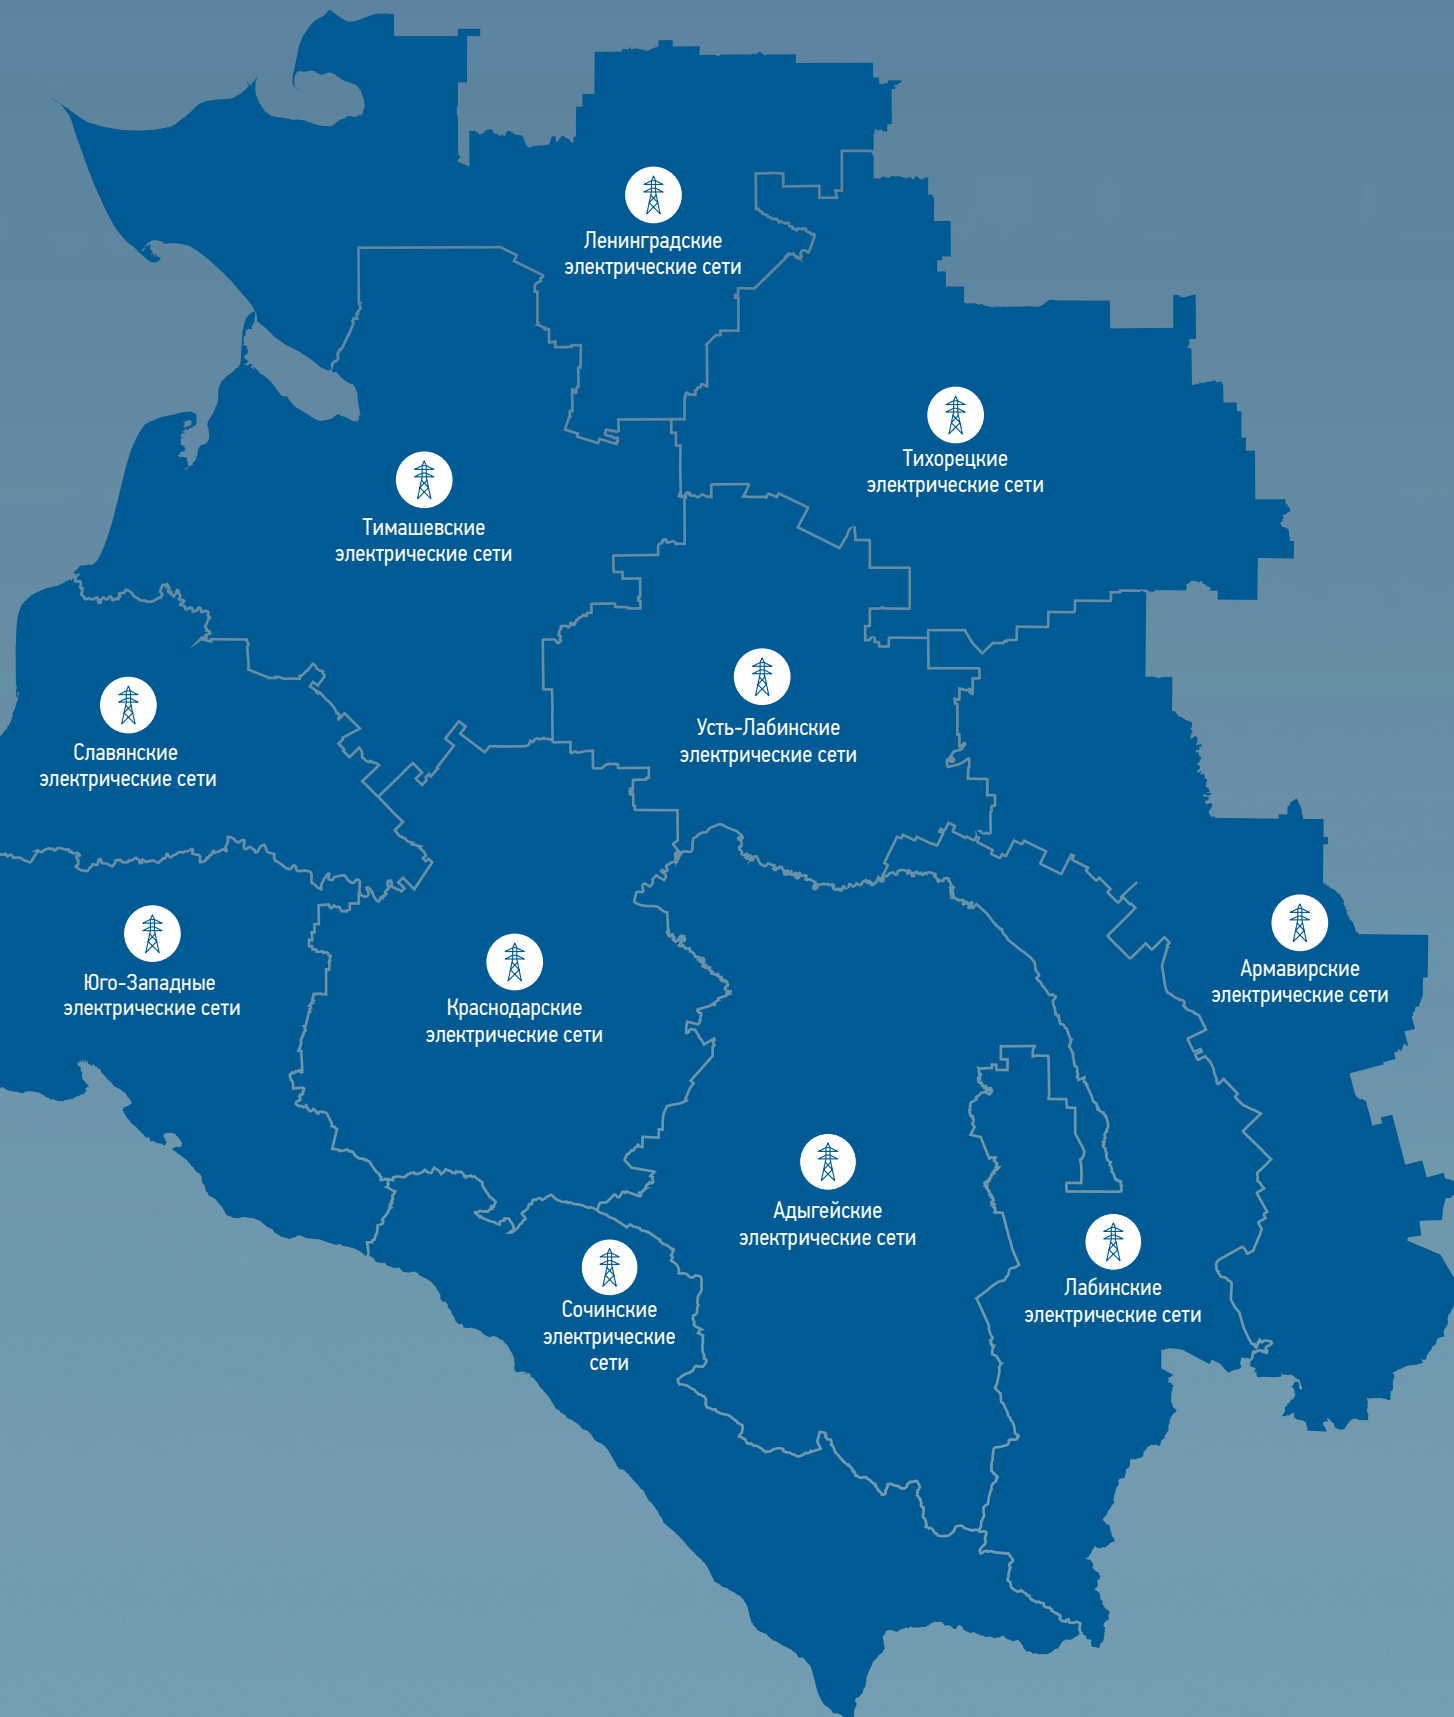 Ленинградские
электрические сети
Тихорецкие
электрические сети
Тимашевские
электрические сети
Усть-Лабинские
электрические сети
Славянские
электрические сети
Армавирские
электрические сети
Юго-Западные
электрические сети
Краснодарские
электрические сети
Адыгейские
электрические сети
Лабинские
электрические сети
Сочинские
электрические
сети